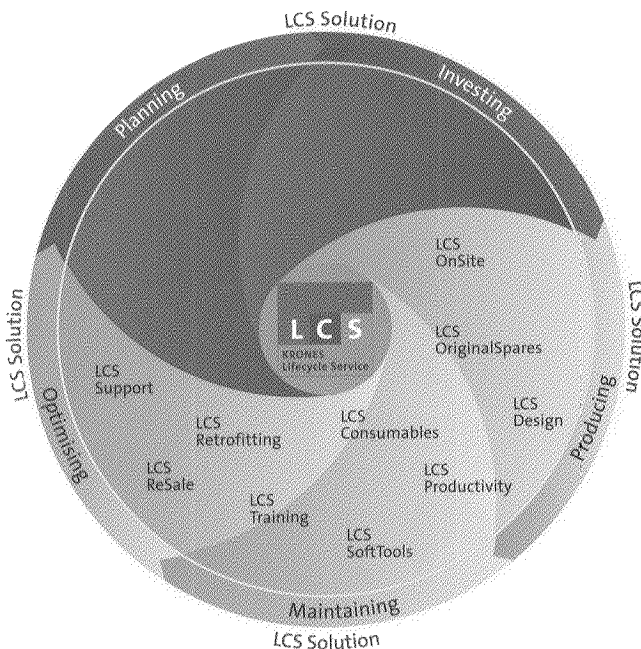 LCS Solution
Planning
Investing
LCS
OnSite
LCS Solution
LCS Solution
L C S
KRONES
Lifecycle Service
LCS
OriginalSpares
LCS
Support
LCS
Design
LCS
Retrofitting
LCS
Consumables
Optimising
Producing
LCS
ReSale
LCS
Productivity
LCS
Training
LCS
SoftTools
Maintaining
LCS Solution